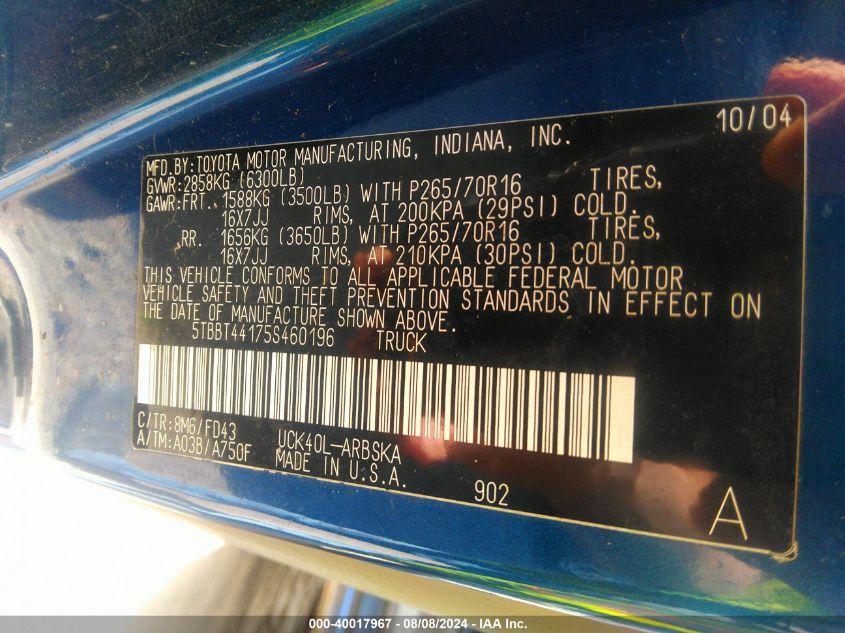 10/04
MFD.BY:TOYOTA MOTOR MANUFACTURING, INDIANA, INC.
GVWR:2858KG (6300LB)
GAWR:FRT. 1588KG (3500LB) WITH P265/70R16 TIRES,
16X7JJ RIMS, AT 200KPA (29PSI) COLD.
RR. 1656KG (3650LB) WITH P265/70R16 TIRES,
16X7JJ RIMS, AT 210KPA (30PSI) COLD.
THIS VEHICLE CONFORMS TO ALL APPLICABLE FEDERAL MOTOR
VEHICLE SAFETY AND THEFT PREVENTION STANDARDS IN EFFECT ON
THE DATE OF MANUFACTURE SHOWN ABOVE.
5TBBT44175S460196 TRUCK
C/TR:8M6/FD43 UCK40L-ARBSKA
A/TM:A03B/A750F MADE IN U.S.A.
902
A
000-40017967 - 08/08/2024 - IAA Inc.